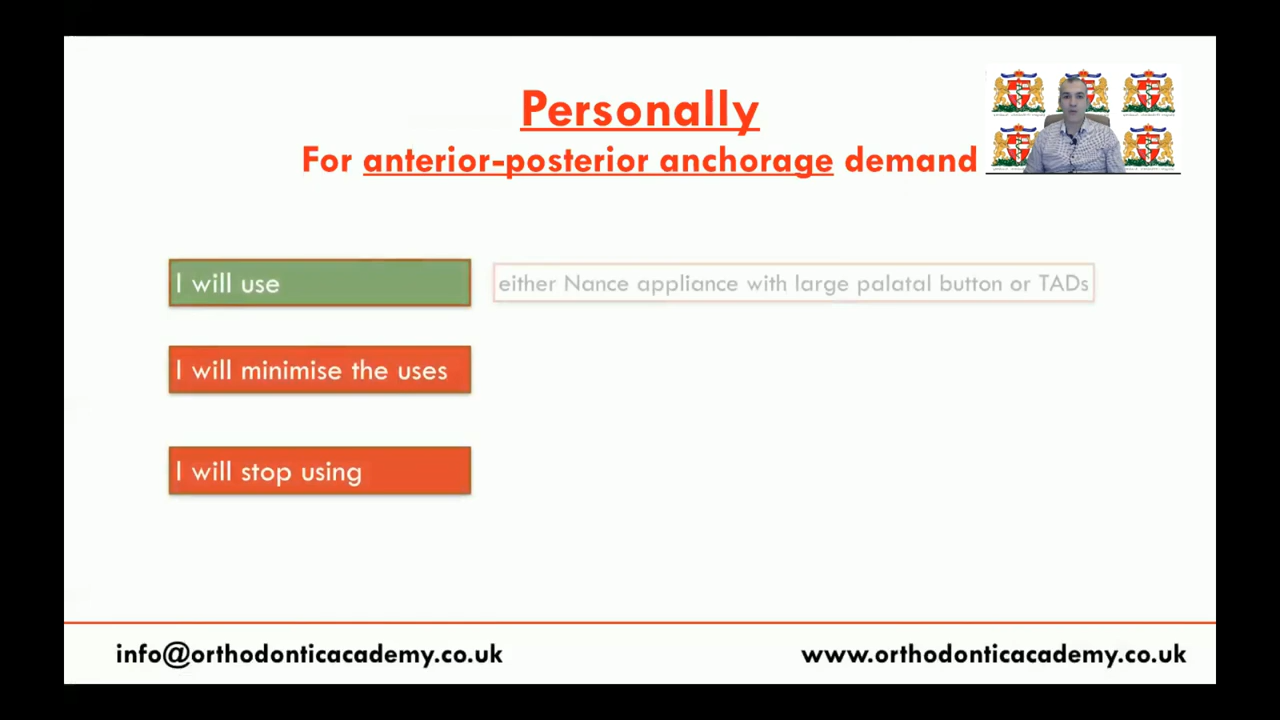 Personally
For anterior-posterior anchorage demand
I will use
either Nance appliance with large palatal button or TADs
I will minimise the uses
I will stop using
info@orthodonticacademy.co.uk
www.orthodonticacademy.co.uk